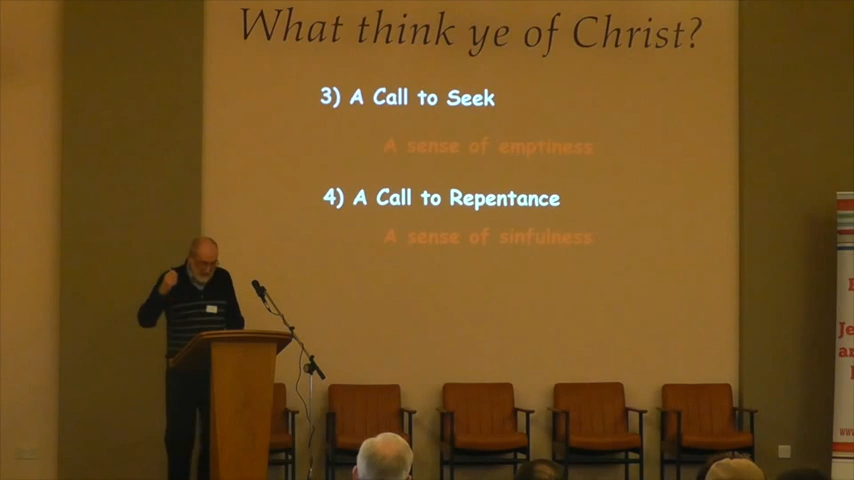 What think ye of Christ?
3) A Call to Seek
A sense of emptiness
4) A Call to Repentance
A sense of sinfulness